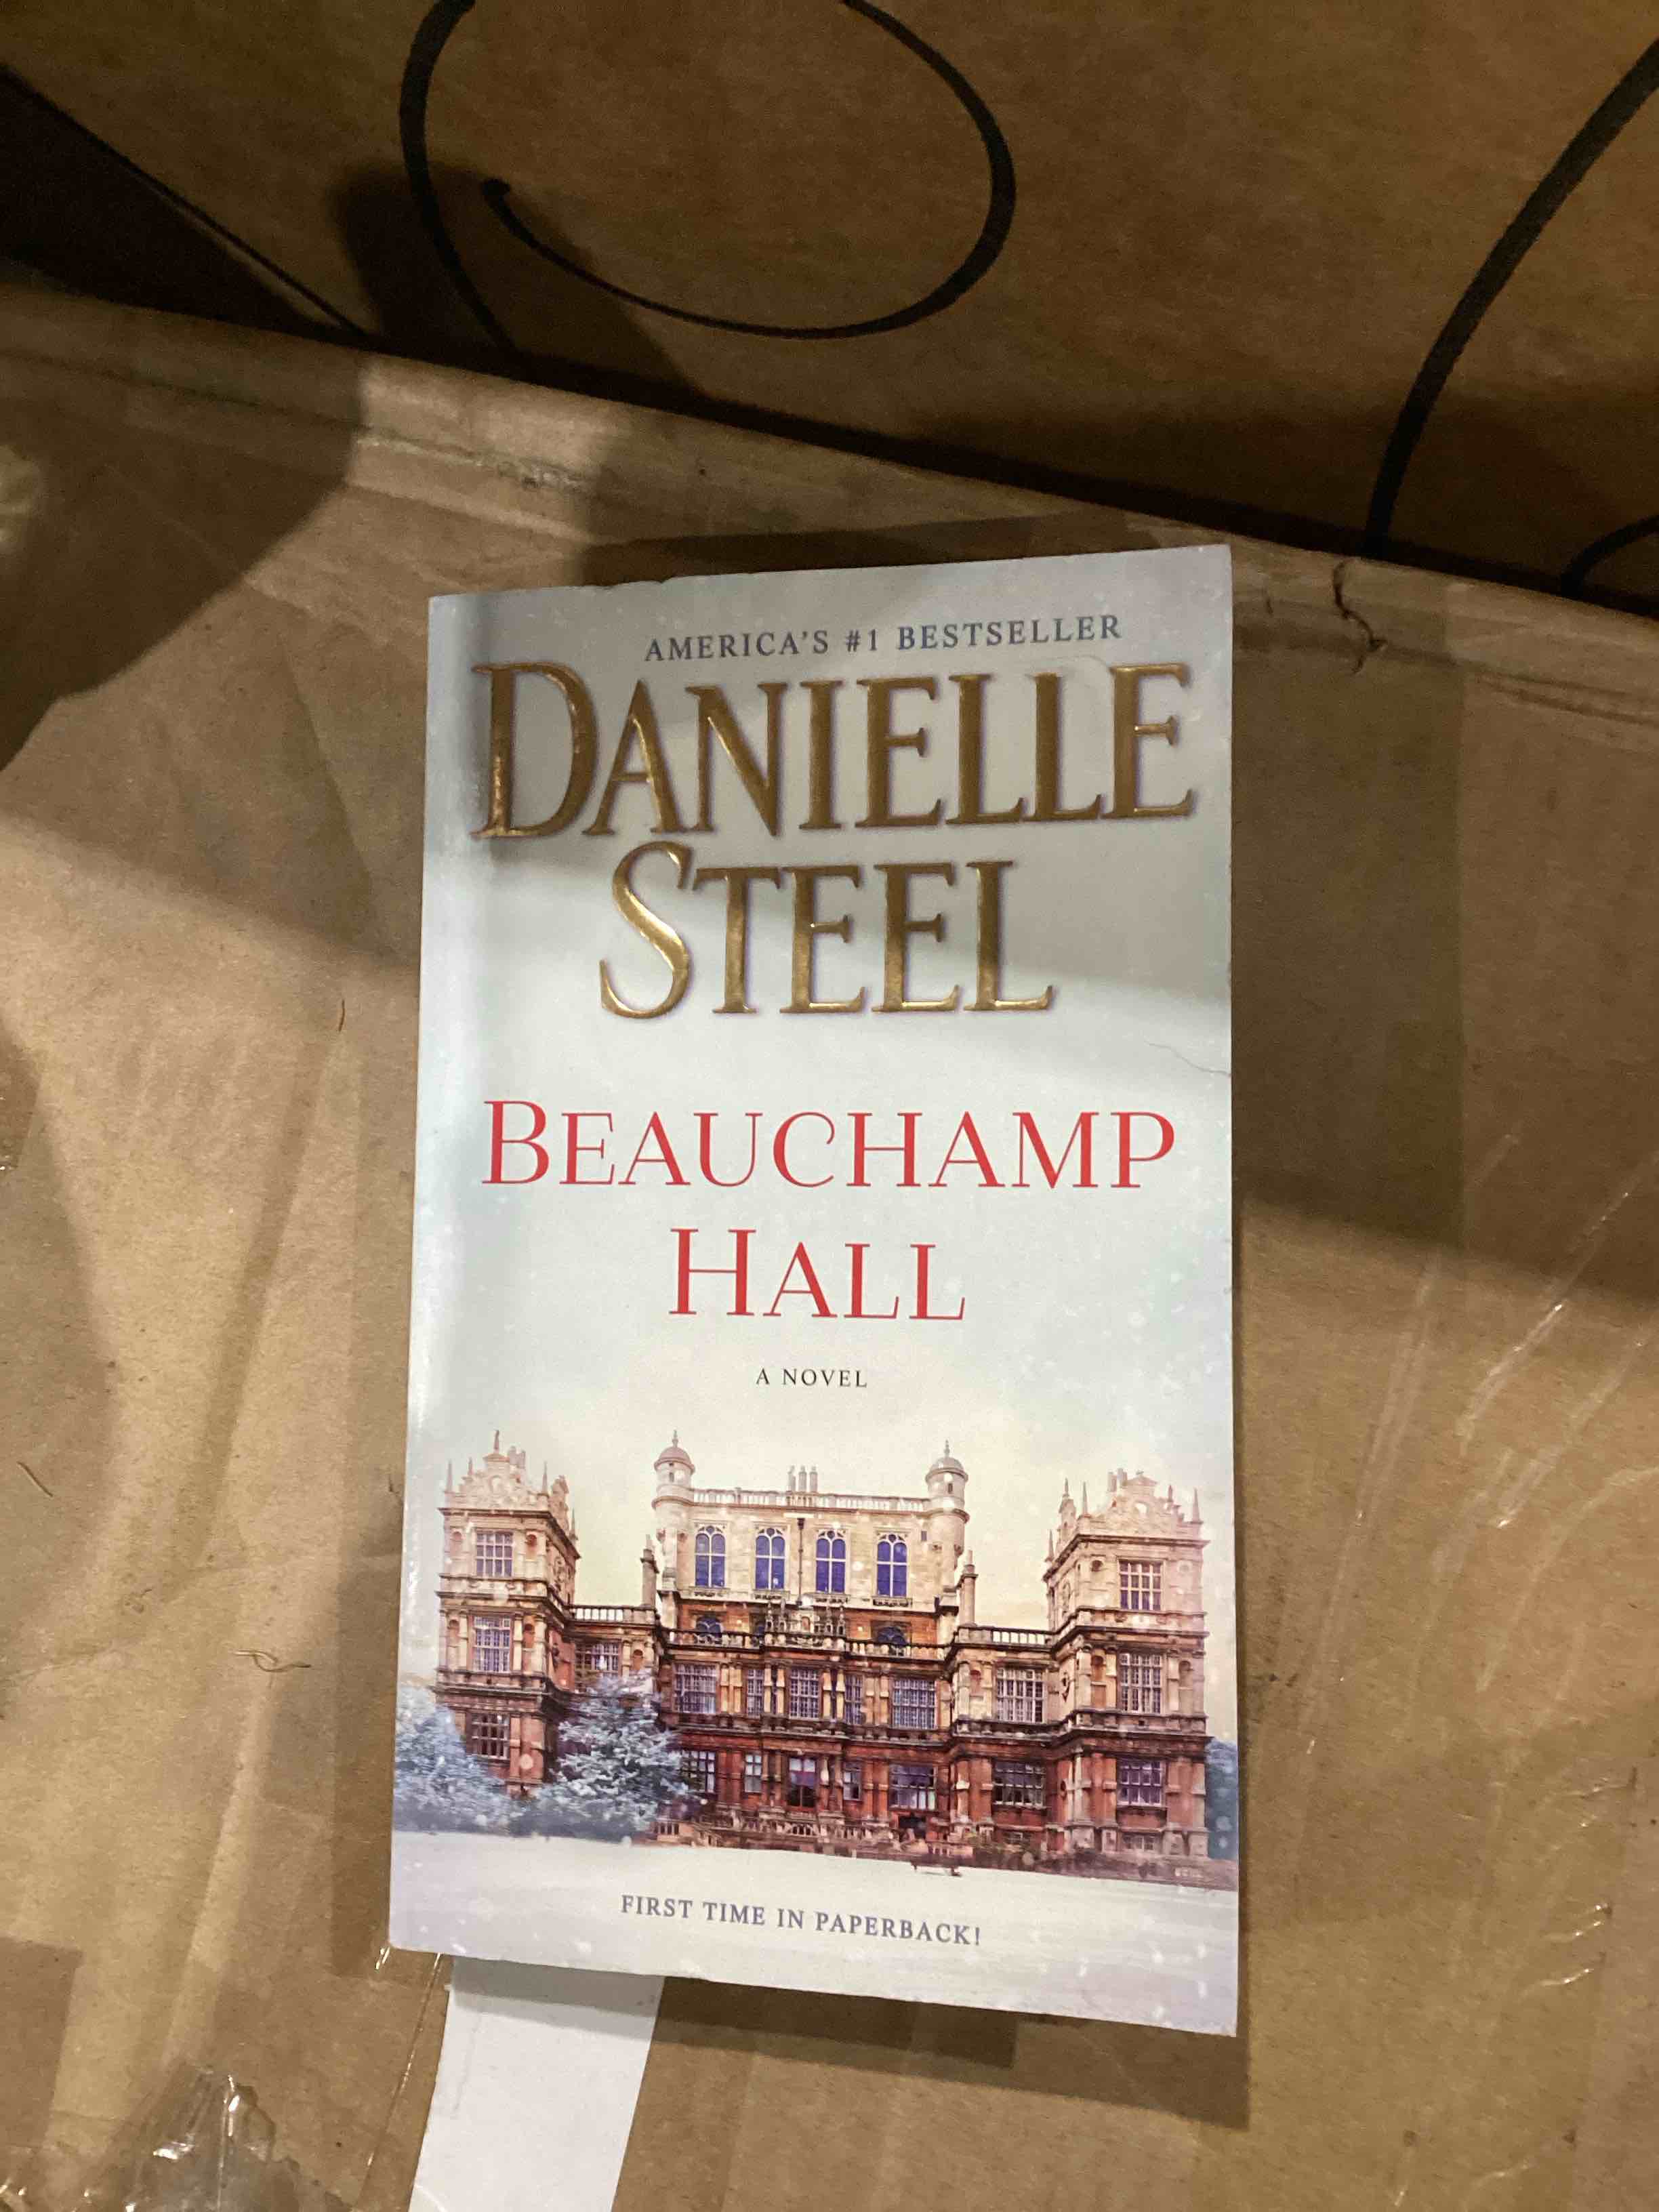 AMERICA'S #1 BESTSELLER
DANIELLE
STEEL
BEAUCHAMP
HALL
A NOVEL
FIRST TIME IN PAPERBACK!